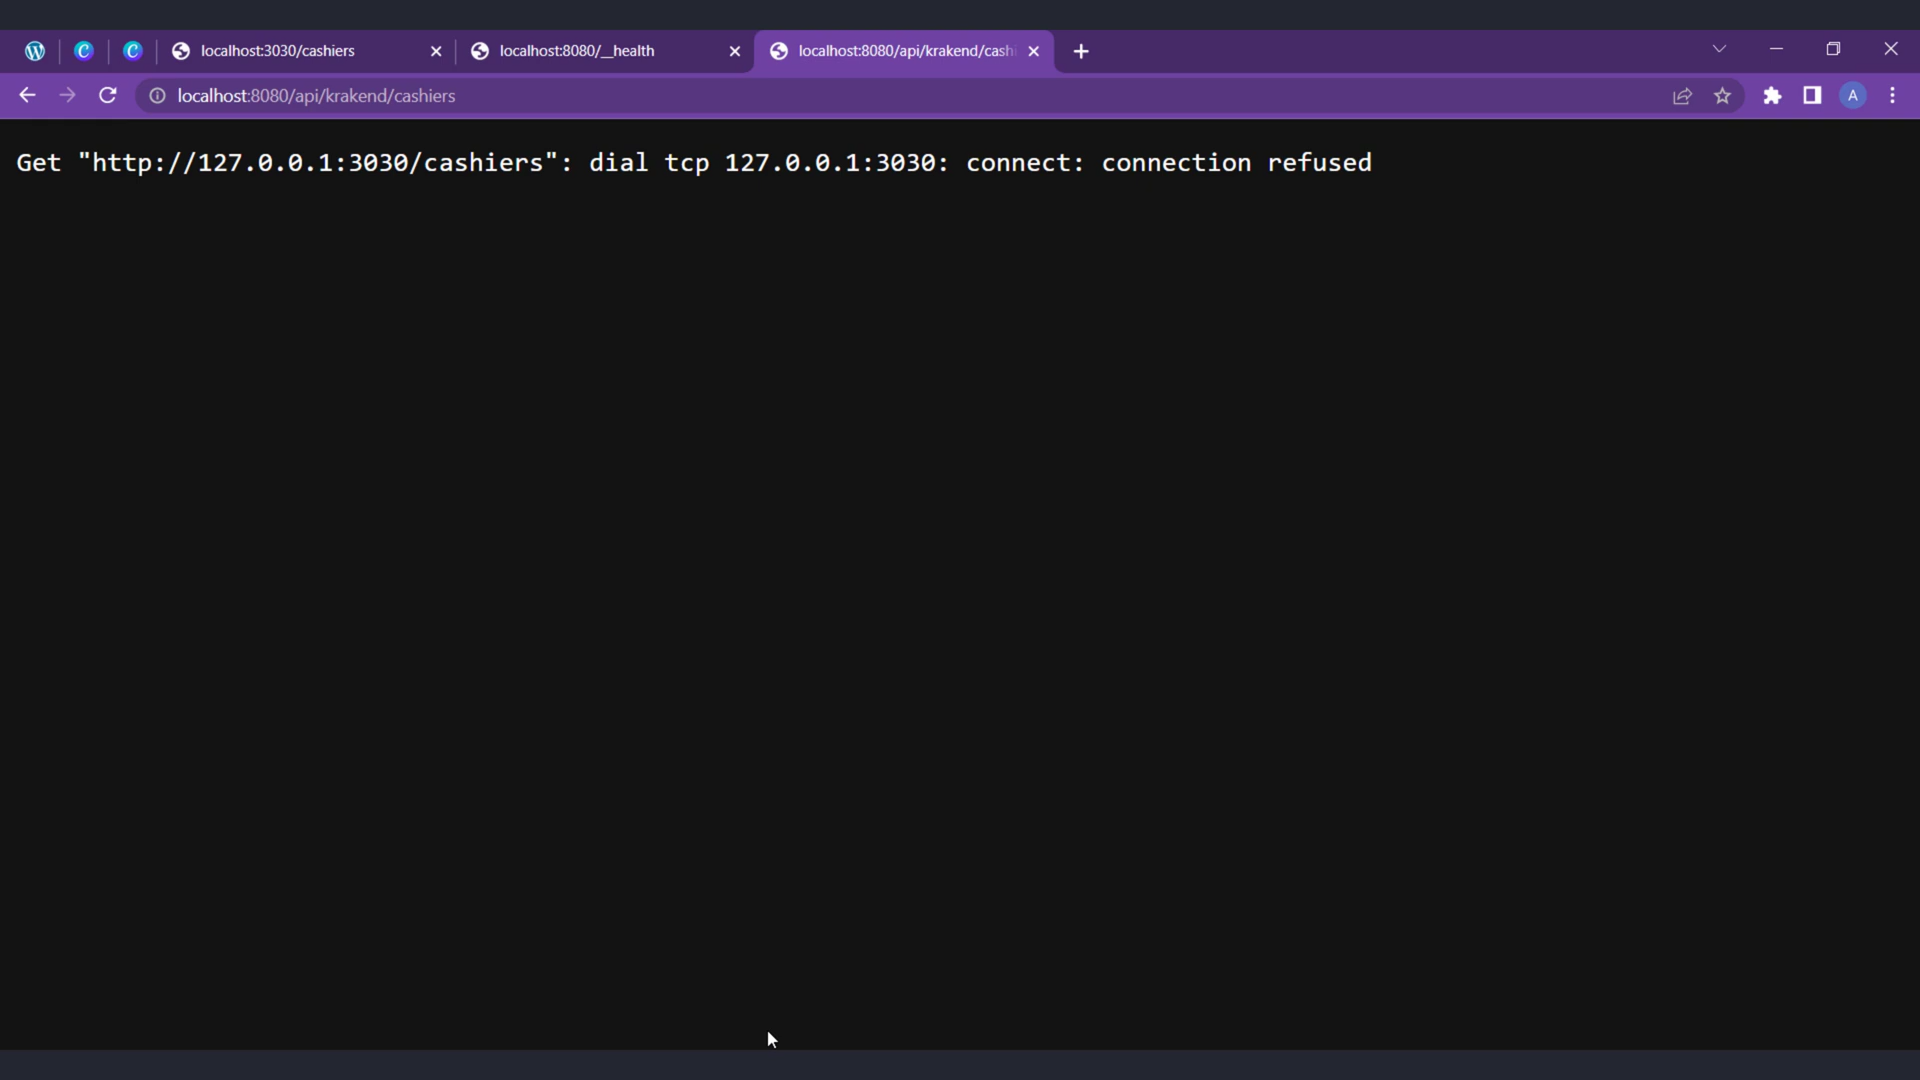 localhost:3030/cashiers
localhost:8080/__health
localhost:8080/api/krakend/cashi
localhost:8080/api/krakend/cashiers
A
Get "http://127.0.0.1:3030/cashiers": dial tcp 127.0.0.1:3030: connect: connection refused